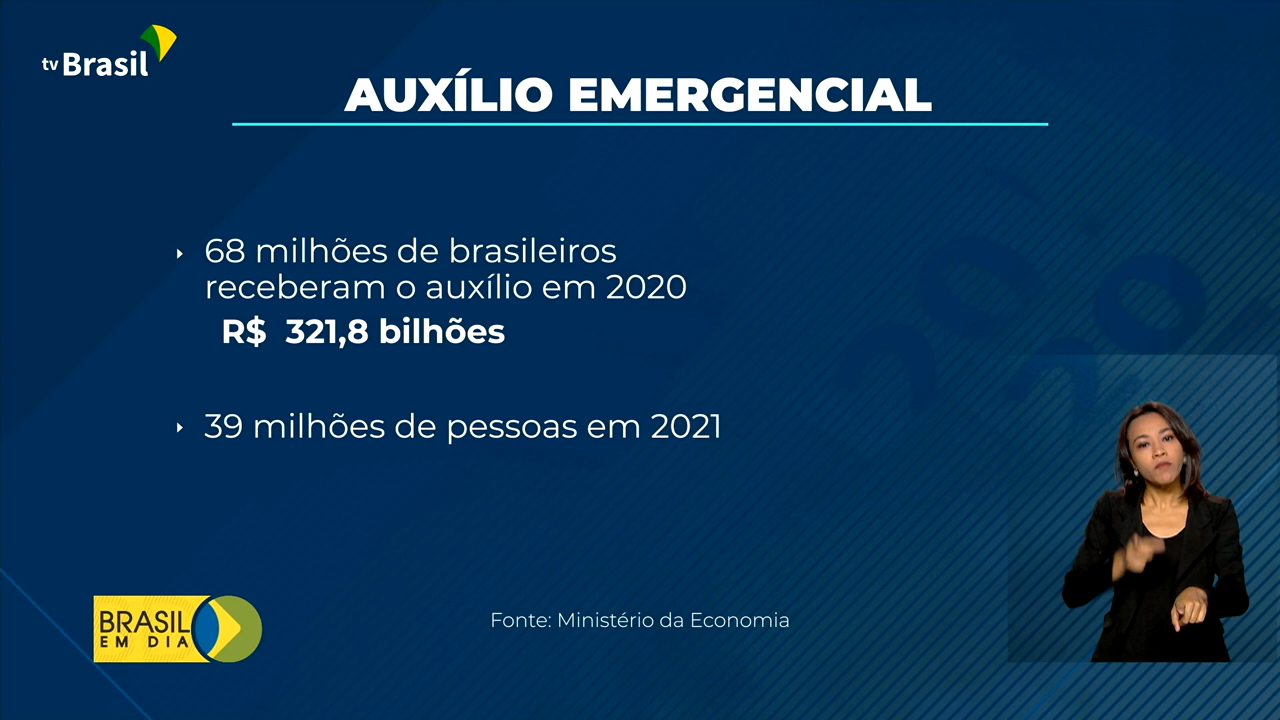 tv Brasil
AUXÍLIO EMERGENCIAL
68 milhões de brasileiros
receberam o auxílio em 2020
R$ 321,8 bilhões
39 milhões de pessoas em 2021
BRASIL
EM DIA
Fonte: Ministério da Economia